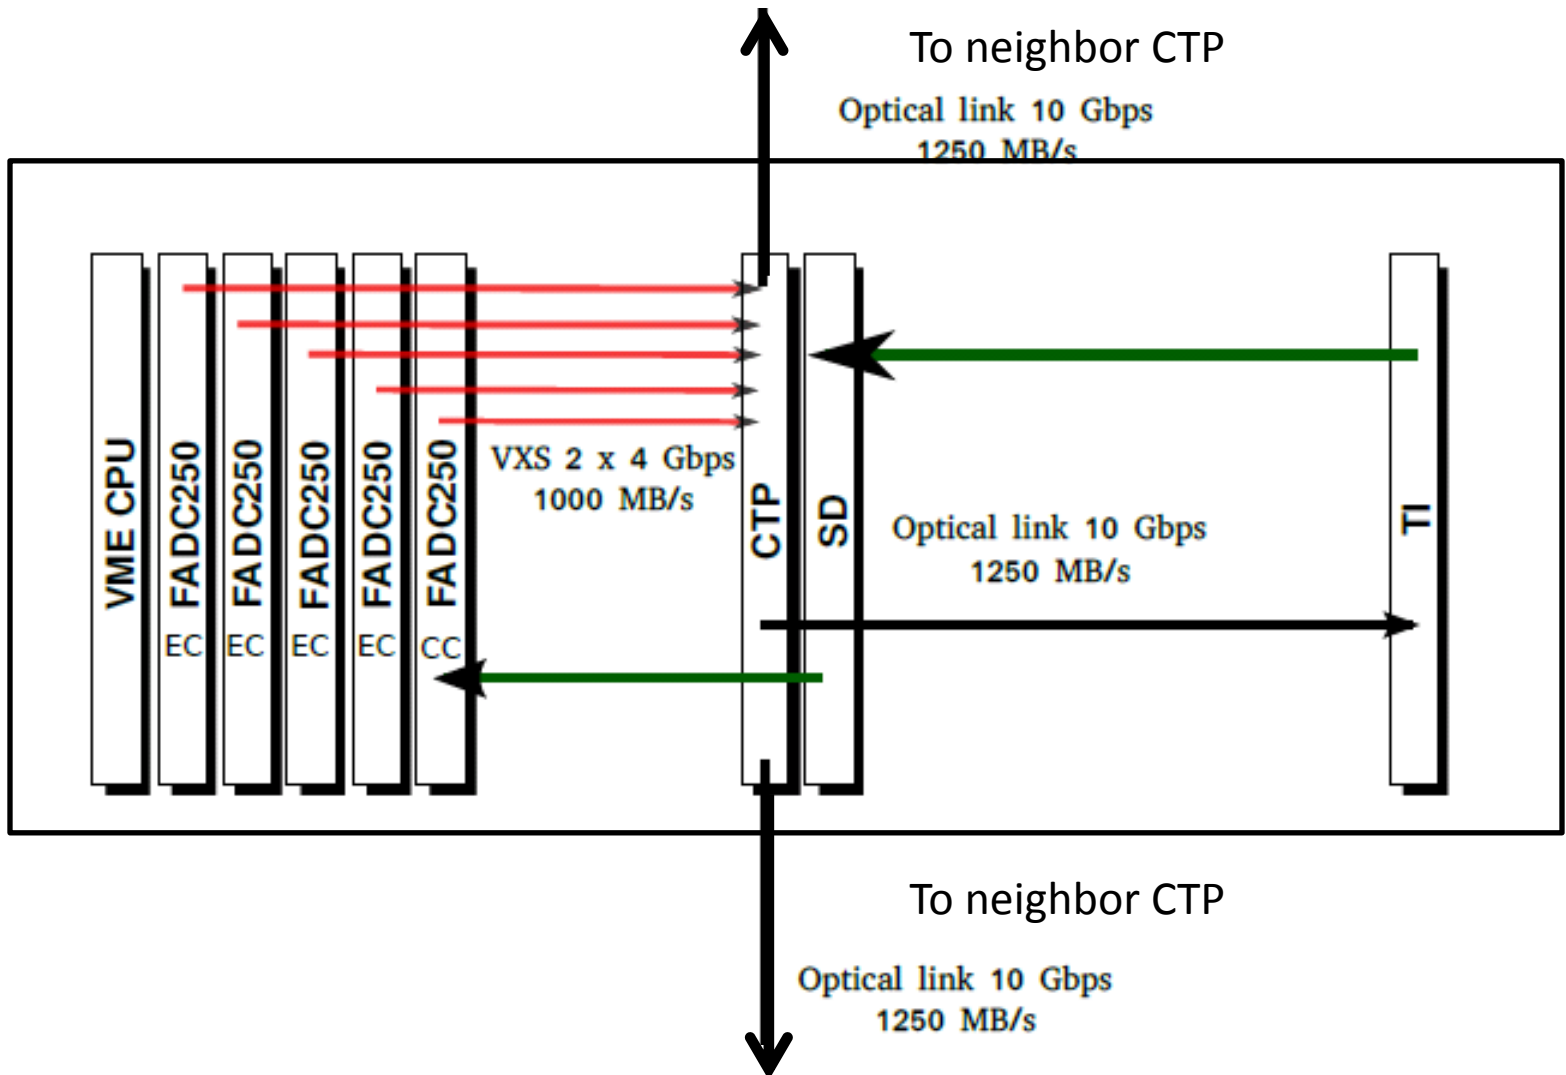 To neighbor CTP
Optical link 10 Gbps
1250 MB/s
VME CPU
FADC250
FADC250
FADC250
FADC250
FADC250
EC
EC
EC
EC
CC
VXS 2 x 4 Gbps
1000 MB/s
CTP
SD
Optical link 10 Gbps
1250 MB/s
TI
To neighbor CTP
Optical link 10 Gbps
1250 MB/s